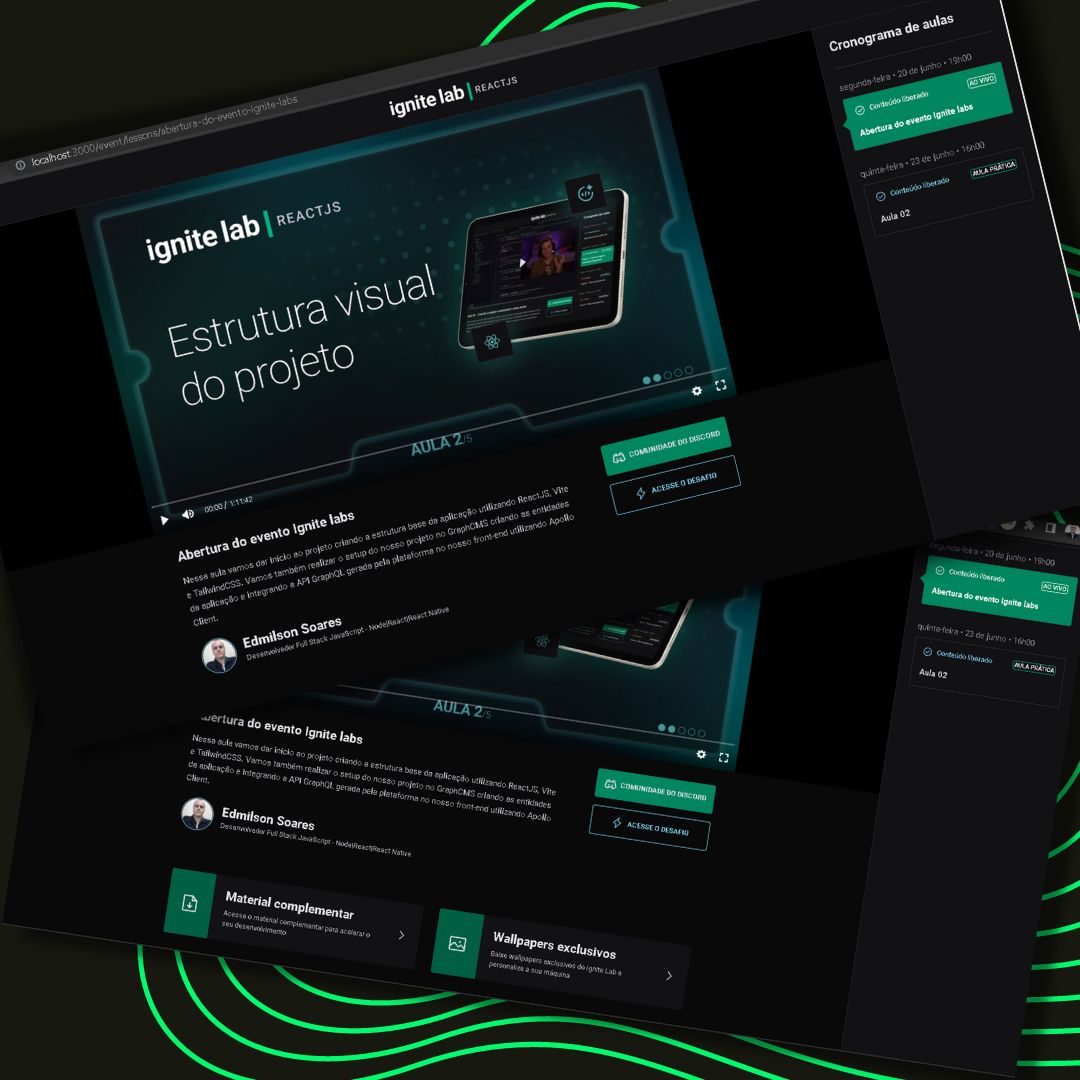 localhost:3000/event/lessons/abertura-do-evento-ignite-labs
ignite lab | REACTJS
ignite lab | REACTJS
Estrutura visual
do projeto
AULA 2/5
00:00 / 1:11:42
Cronograma de aulas
segunda-feira • 20 de junho • 19h00
Conteúdo liberado
AO VIVO
Abertura do evento Ignite labs
quinta-feira • 23 de junho • 16h00
Conteúdo liberado
AULA PRÁTICA
Aula 02
COMUNIDADE DO DISCORD
ACESSE O DESAFIO
Abertura do evento Ignite labs
Nessa aula vamos dar início ao projeto criando a estrutura base da aplicação utilizando ReactJS, Vite
e TailwindCSS. Vamos também realizar o setup do nosso projeto no GraphCMS criando as entidades
da aplicação e integrando a API GraphQL gerada pela plataforma no nosso front-end utilizando Apollo
Client.
Edmilson Soares
Desenvolvedor Full Stack JavaScript - Node|React|React Native
segunda-feira • 20 de junho • 19h00
Conteúdo liberado
AO VIVO
Abertura do evento Ignite labs
quinta-feira • 23 de junho • 16h00
Conteúdo liberado
AULA PRÁTICA
Aula 02
AULA 2/5
Abertura do evento Ignite labs
Nessa aula vamos dar início ao projeto criando a estrutura base da aplicação utilizando ReactJS, Vite
e TailwindCSS. Vamos também realizar o setup do nosso projeto no GraphCMS criando as entidades
da aplicação e integrando a API GraphQL gerada pela plataforma no nosso front-end utilizando Apollo
Client.
COMUNIDADE DO DISCORD
ACESSE O DESAFIO
Edmilson Soares
Desenvolvedor Full Stack JavaScript - Node|React|React Native
Material complementar
Acesse o material complementar para acelerar o
seu desenvolvimento
Wallpapers exclusivos
Baixe wallpapers exclusivos do Ignite Lab e
personalize a sua máquina